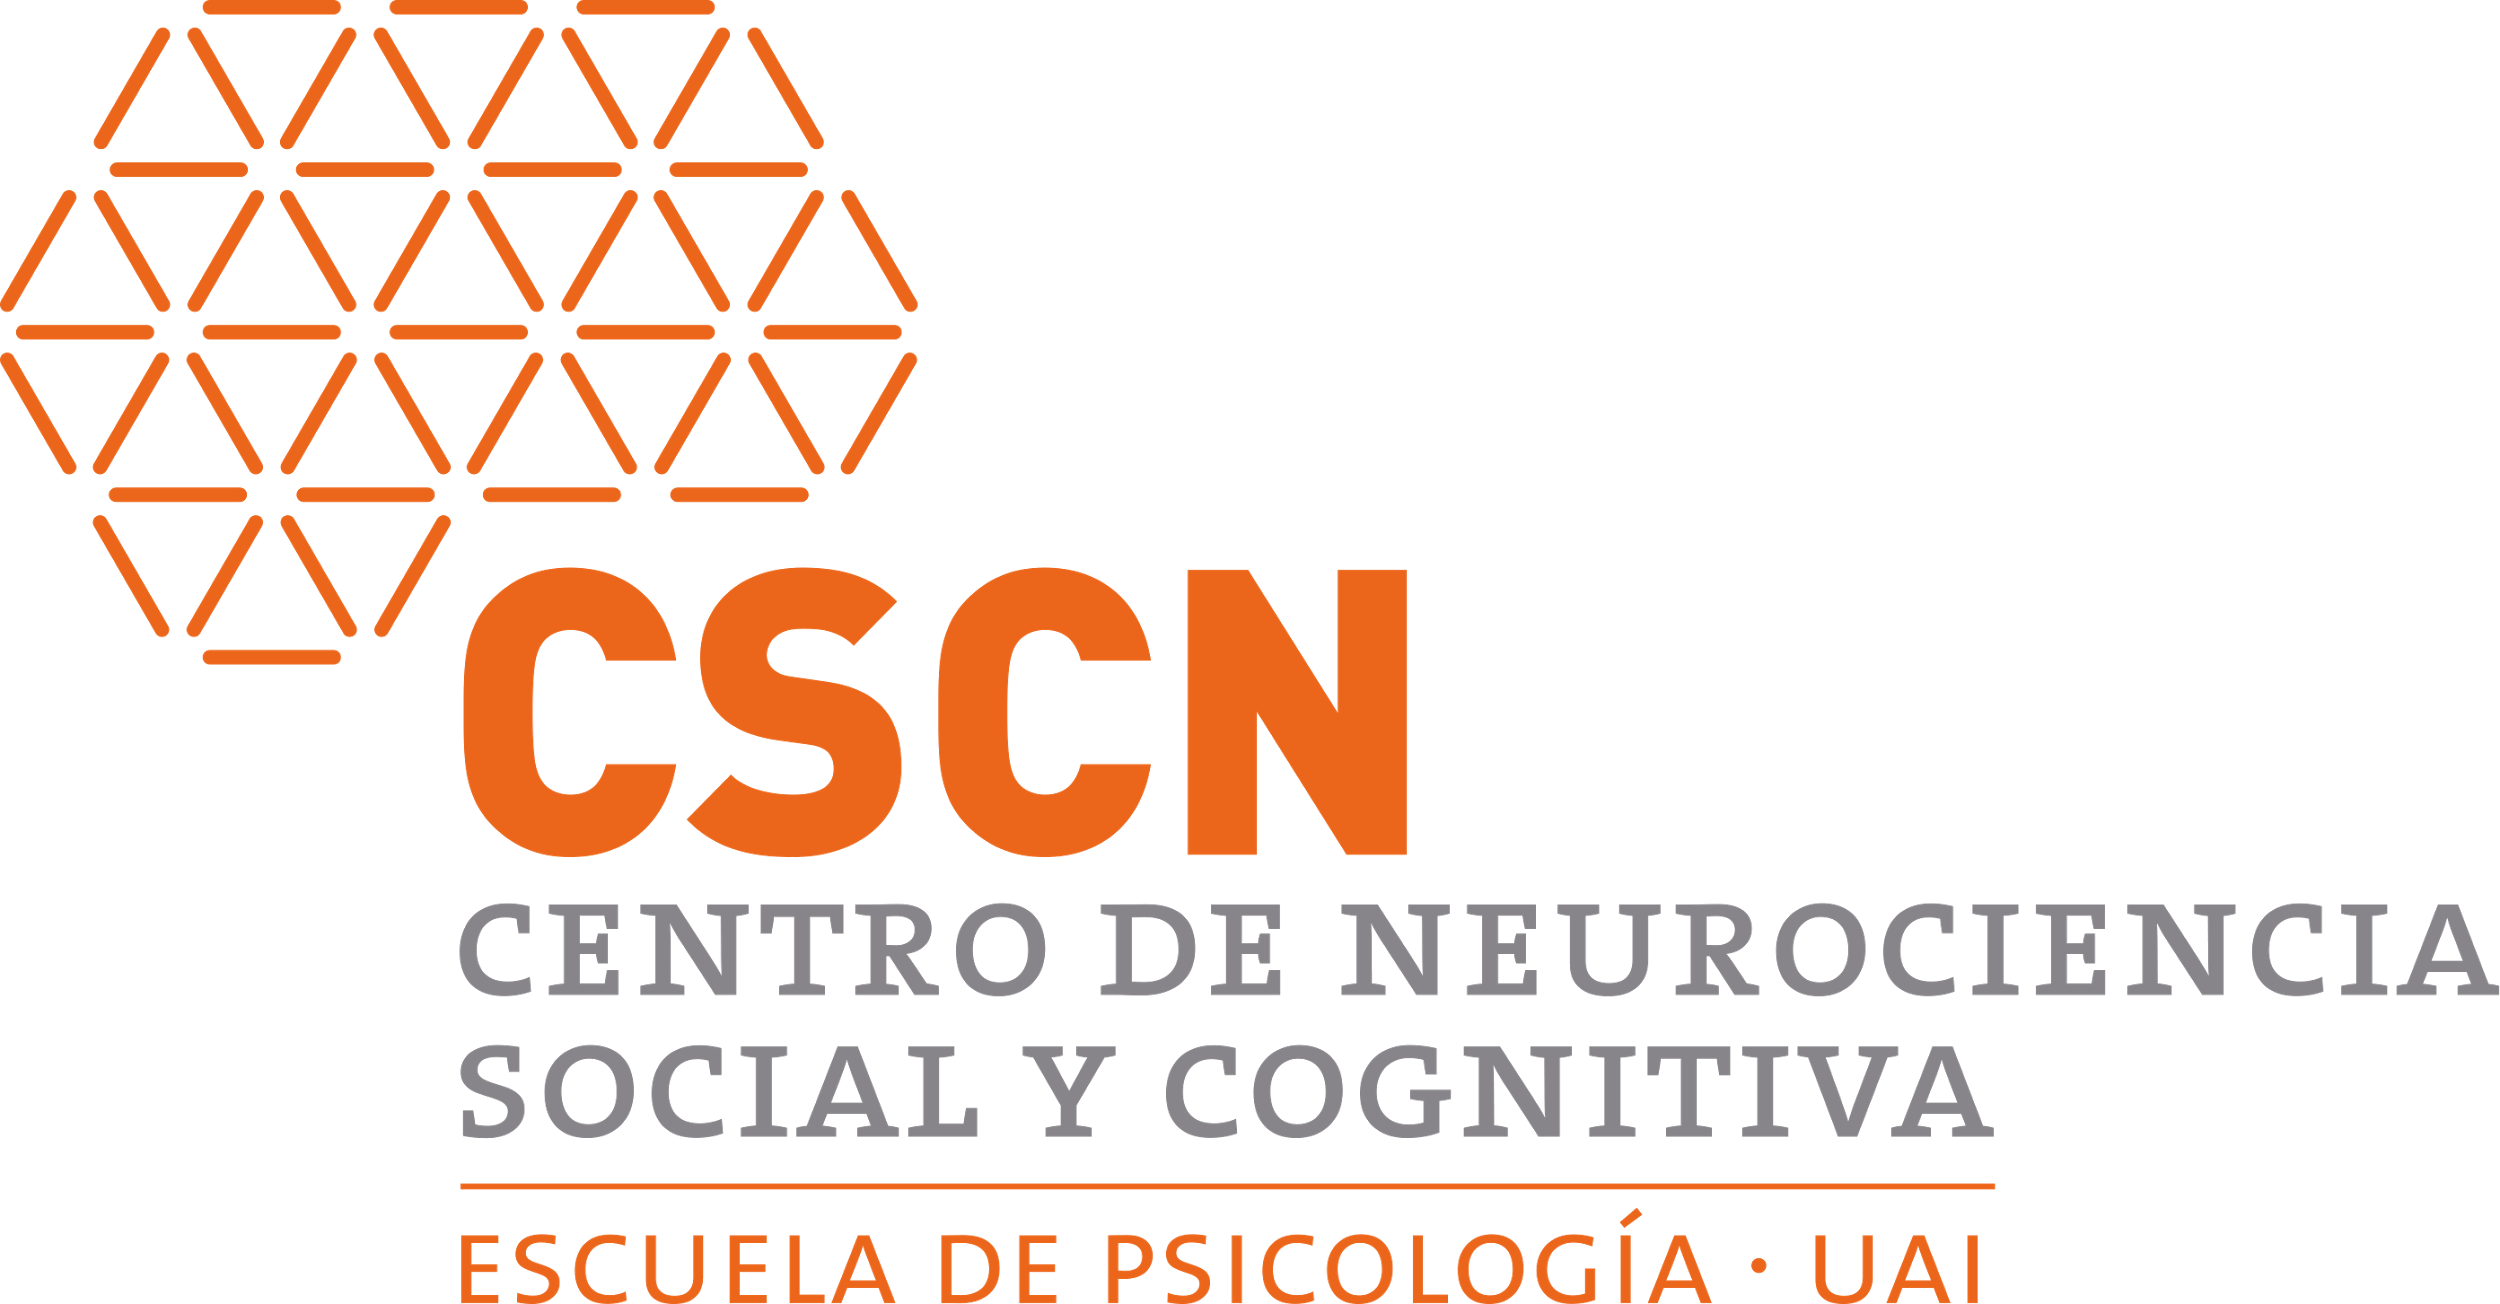 CSCN
CENTRO DE NEUROCIENCIA
SOCIAL Y COGNITIVA
ESCUELA DE PSICOLOGÍA • UAI